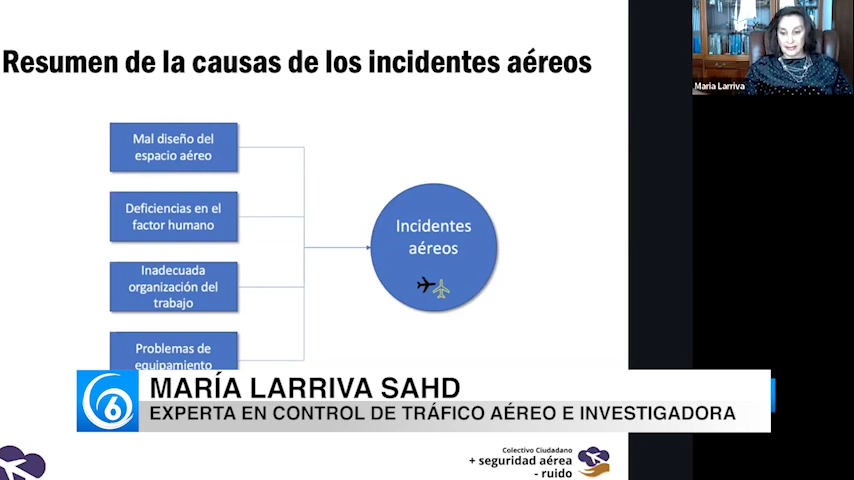 Resumen de la causas de los incidentes aéreos
Maria Larriva
Mal diseño del
espacio aéreo
Deficiencias en el
factor humano
Inadecuada
organización del
trabajo
Problemas de
equipamiento
Incidentes
aéreos
6
MARÍA LARRIVA SAHD
EXPERTA EN CONTROL DE TRÁFICO AÉREO E INVESTIGADORA
Colectivo Ciudadano
+ seguridad aérea
- ruido